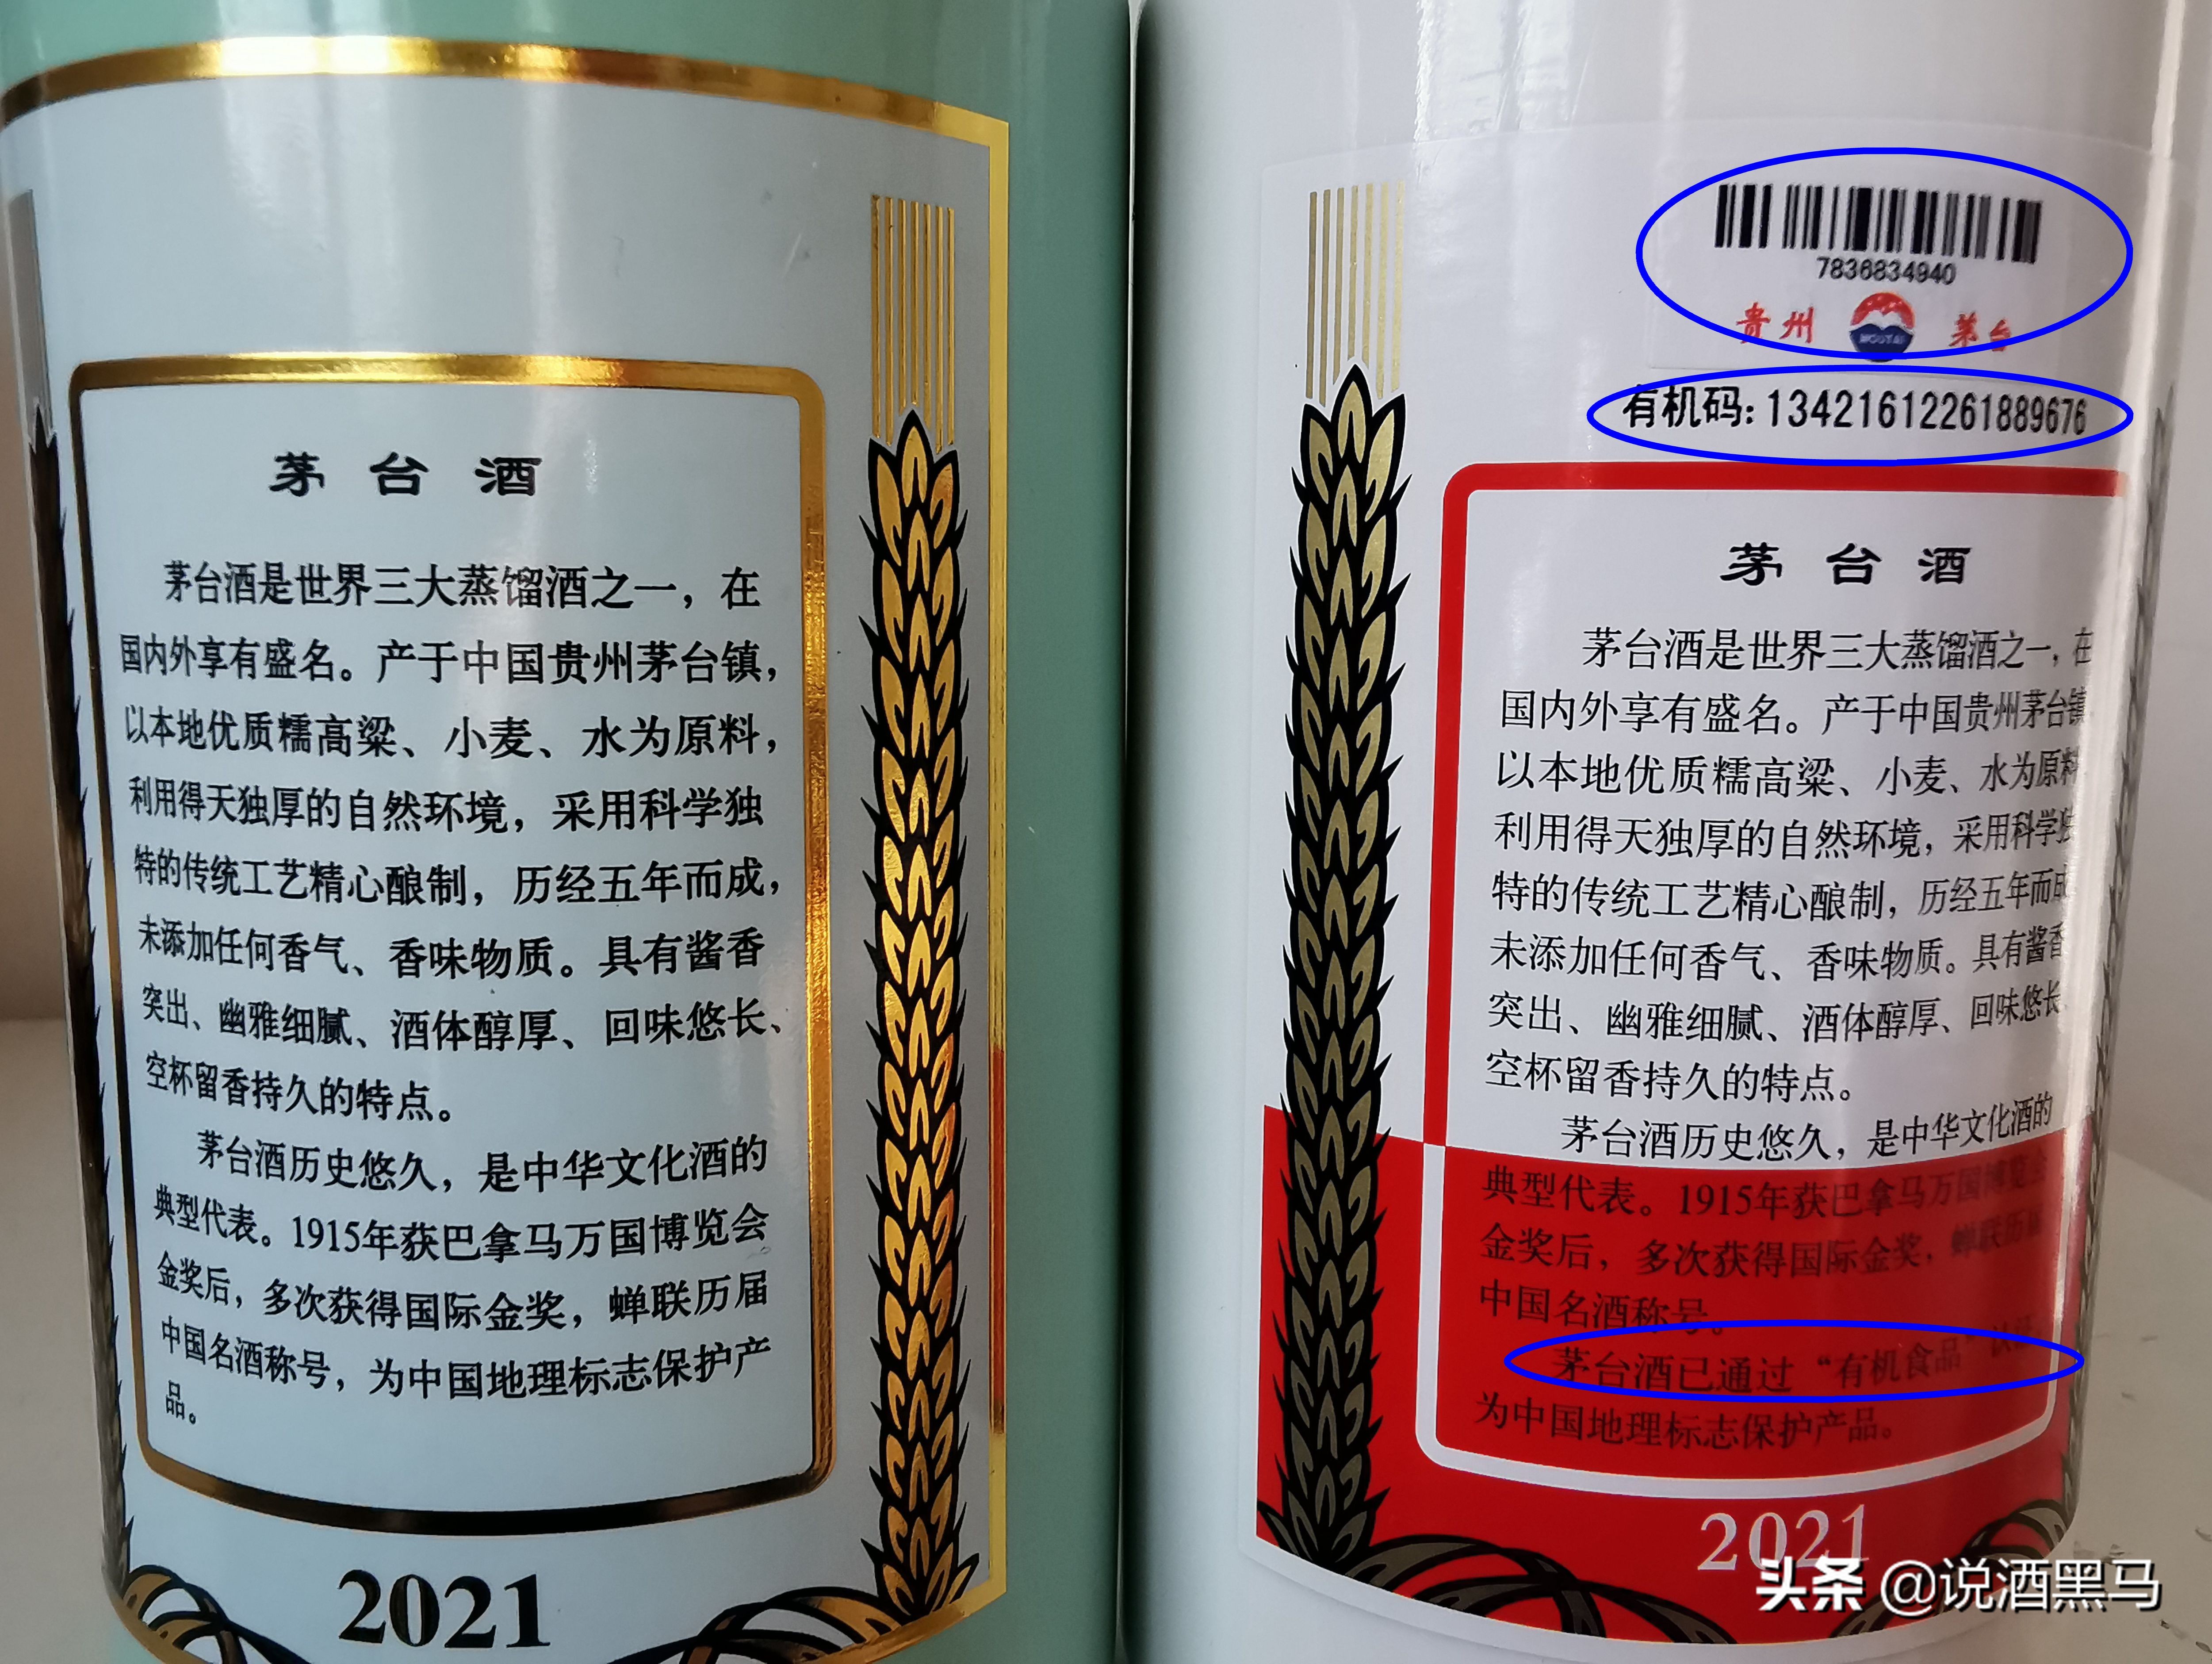 茅台酒
茅台酒是世界三大蒸馏酒之一，在
国内外享有盛名。产于中国贵州茅台镇，
以本地优质糯高粱、小麦、水为原料，
利用得天独厚的自然环境，采用科学独
特的传统工艺精心酿制，历经五年而成，
未添加任何香气、香味物质。具有酱香
突出、幽雅细腻、酒体醇厚、回味悠长、
空杯留香持久的特点。
茅台酒历史悠久，是中华文化酒的
典型代表。1915年获巴拿马万国博览会
金奖后，多次获得国际金奖，蝉联历届
中国名酒称号，为中国地理标志保护产
品。
2021
7836834940
贵州 MOUTAI 茅台
有机码：13421612261889676
茅台酒
茅台酒是世界三大蒸馏酒之一，在
国内外享有盛名。产于中国贵州茅台镇，
以本地优质糯高粱、小麦、水为原料
利用得天独厚的自然环境，采用科学独
特的传统工艺精心酿制，历经五年而成
未添加任何香气、香味物质。具有酱香
突出、幽雅细腻、酒体醇厚、回味悠长
空杯留香持久的特点。
茅台酒历史悠久，是中华文化酒的
典型代表。1915年获巴拿马万国博览会
金奖后，多次获得国际金奖，蝉联历届
中国名酒称号。
茅台酒已通过“有机食品”认证
为中国地理标志保护产品。
2021
头条 @说酒黑马